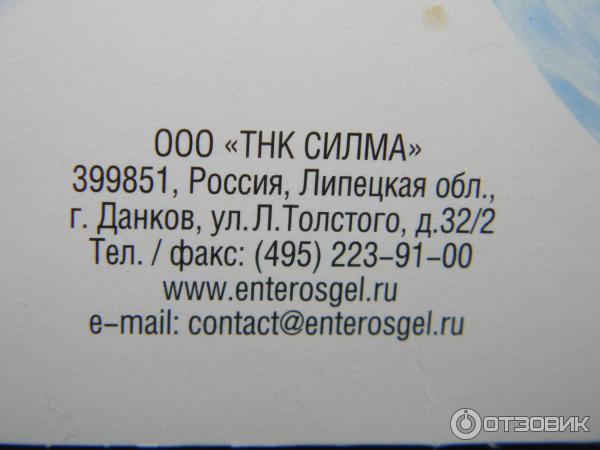 ООО «ТНК СИЛМА»
399851, Россия, Липецкая обл.,
г. Данков, ул.Л.Толстого, д.32/2
Тел. / факс: (495) 223-91-00
www.enterosgel.ru
e-mail: contact@enterosgel.ru
ОТЗОВИК